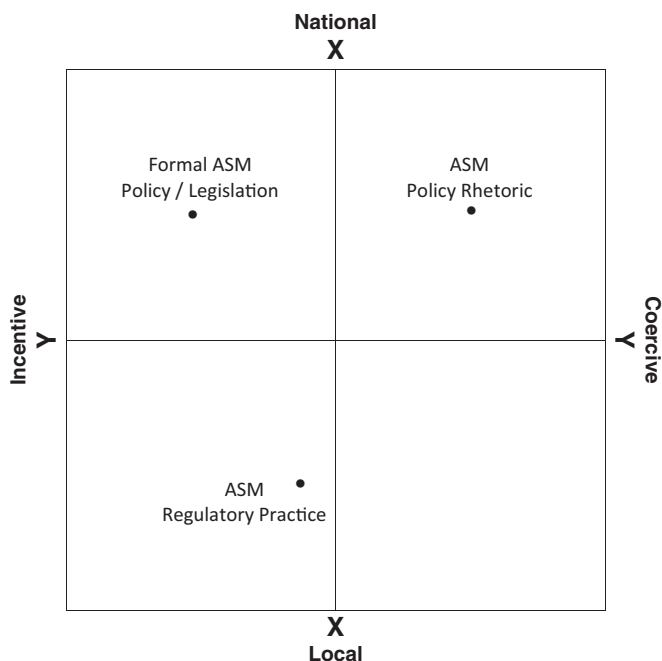 National
X
Formal ASM
Policy / Legislation
ASM
Policy Rhetoric
Incentive
Y
Y
Coercive
ASM
Regulatory Practice
X
Local